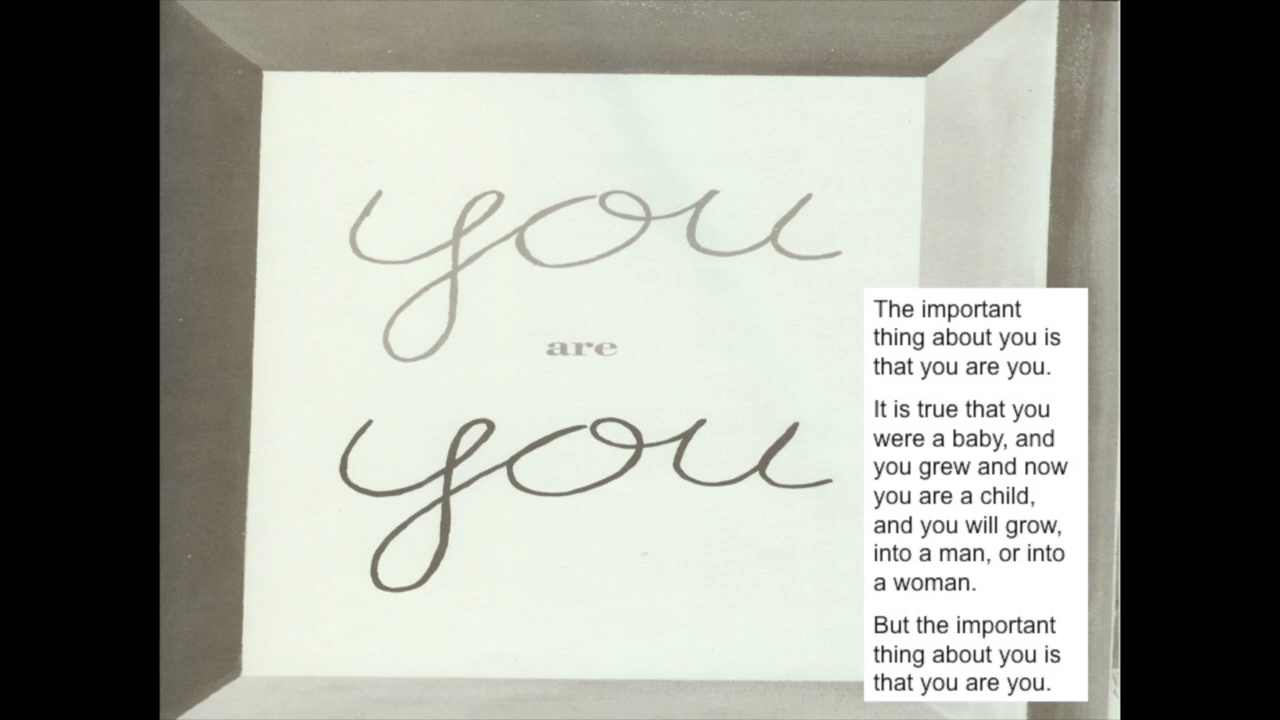 you
are
you
The important
thing about you is
that you are you.
It is true that you
were a baby, and
you grew and now
you are a child,
and you will grow,
into a man, or into
a woman.
But the important
thing about you is
that you are you.